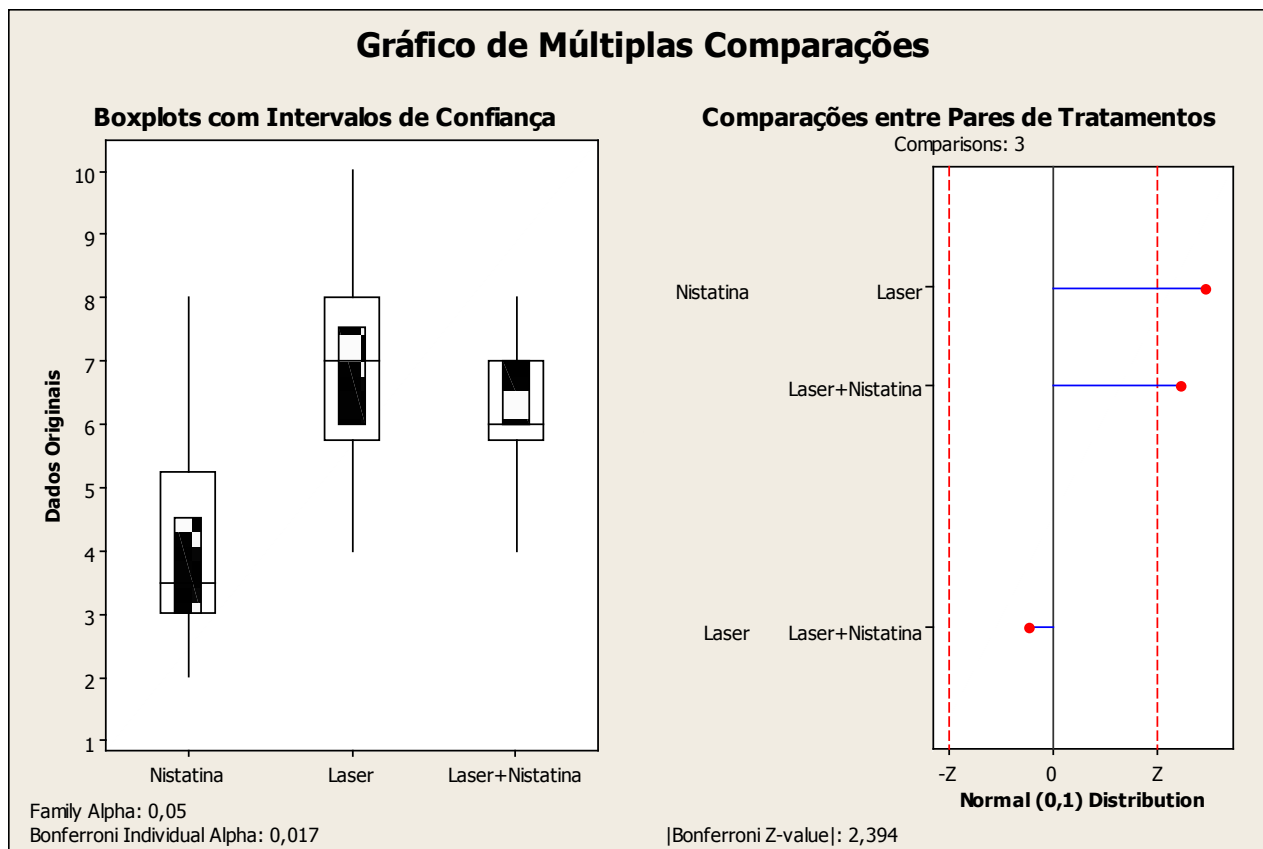 Gráfico de Múltiplas Comparações
Boxplots com Intervalos de Confiança
Dados Originais
10
9
8
7
6
5
4
3
2
1
Nistatina Laser Laser+Nistatina
Family Alpha: 0,05
Bonferroni Individual Alpha: 0,017
Comparações entre Pares de Tratamentos
Comparisons: 3
Nistatina Laser
Laser+Nistatina
Laser Laser+Nistatina
-Z 0 Z
Normal (0,1) Distribution
|Bonferroni Z-value|: 2,394